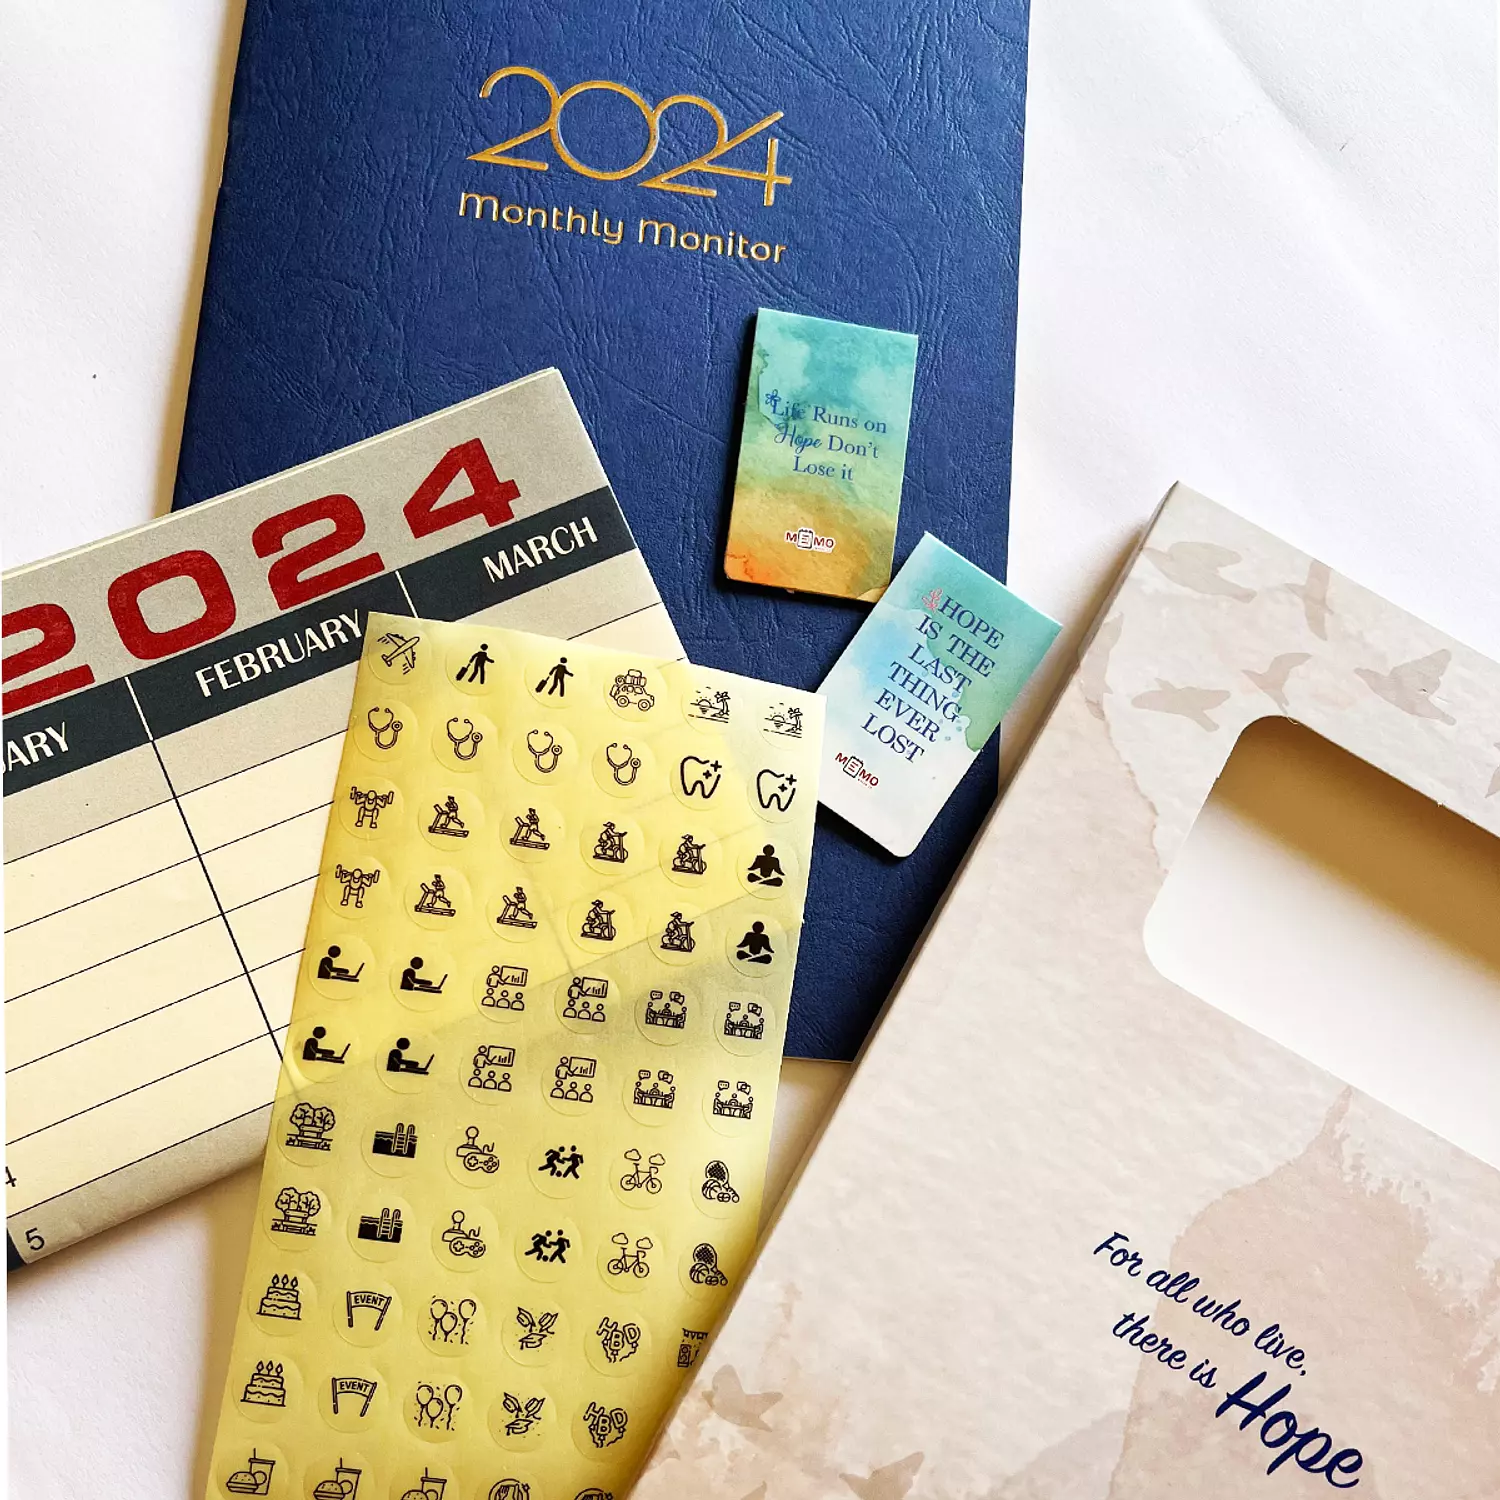 2024
Monthly Monitor
Life Runs on
Hope Don't
Lose it
MEMO
HOPE
IS THE
LAST
THING
EVER
LOST
MEMO
2024
UARY
FEBRUARY
MARCH
4
5
EVENT
HBD
EVENT
HBD
For all who live,
there is Hope